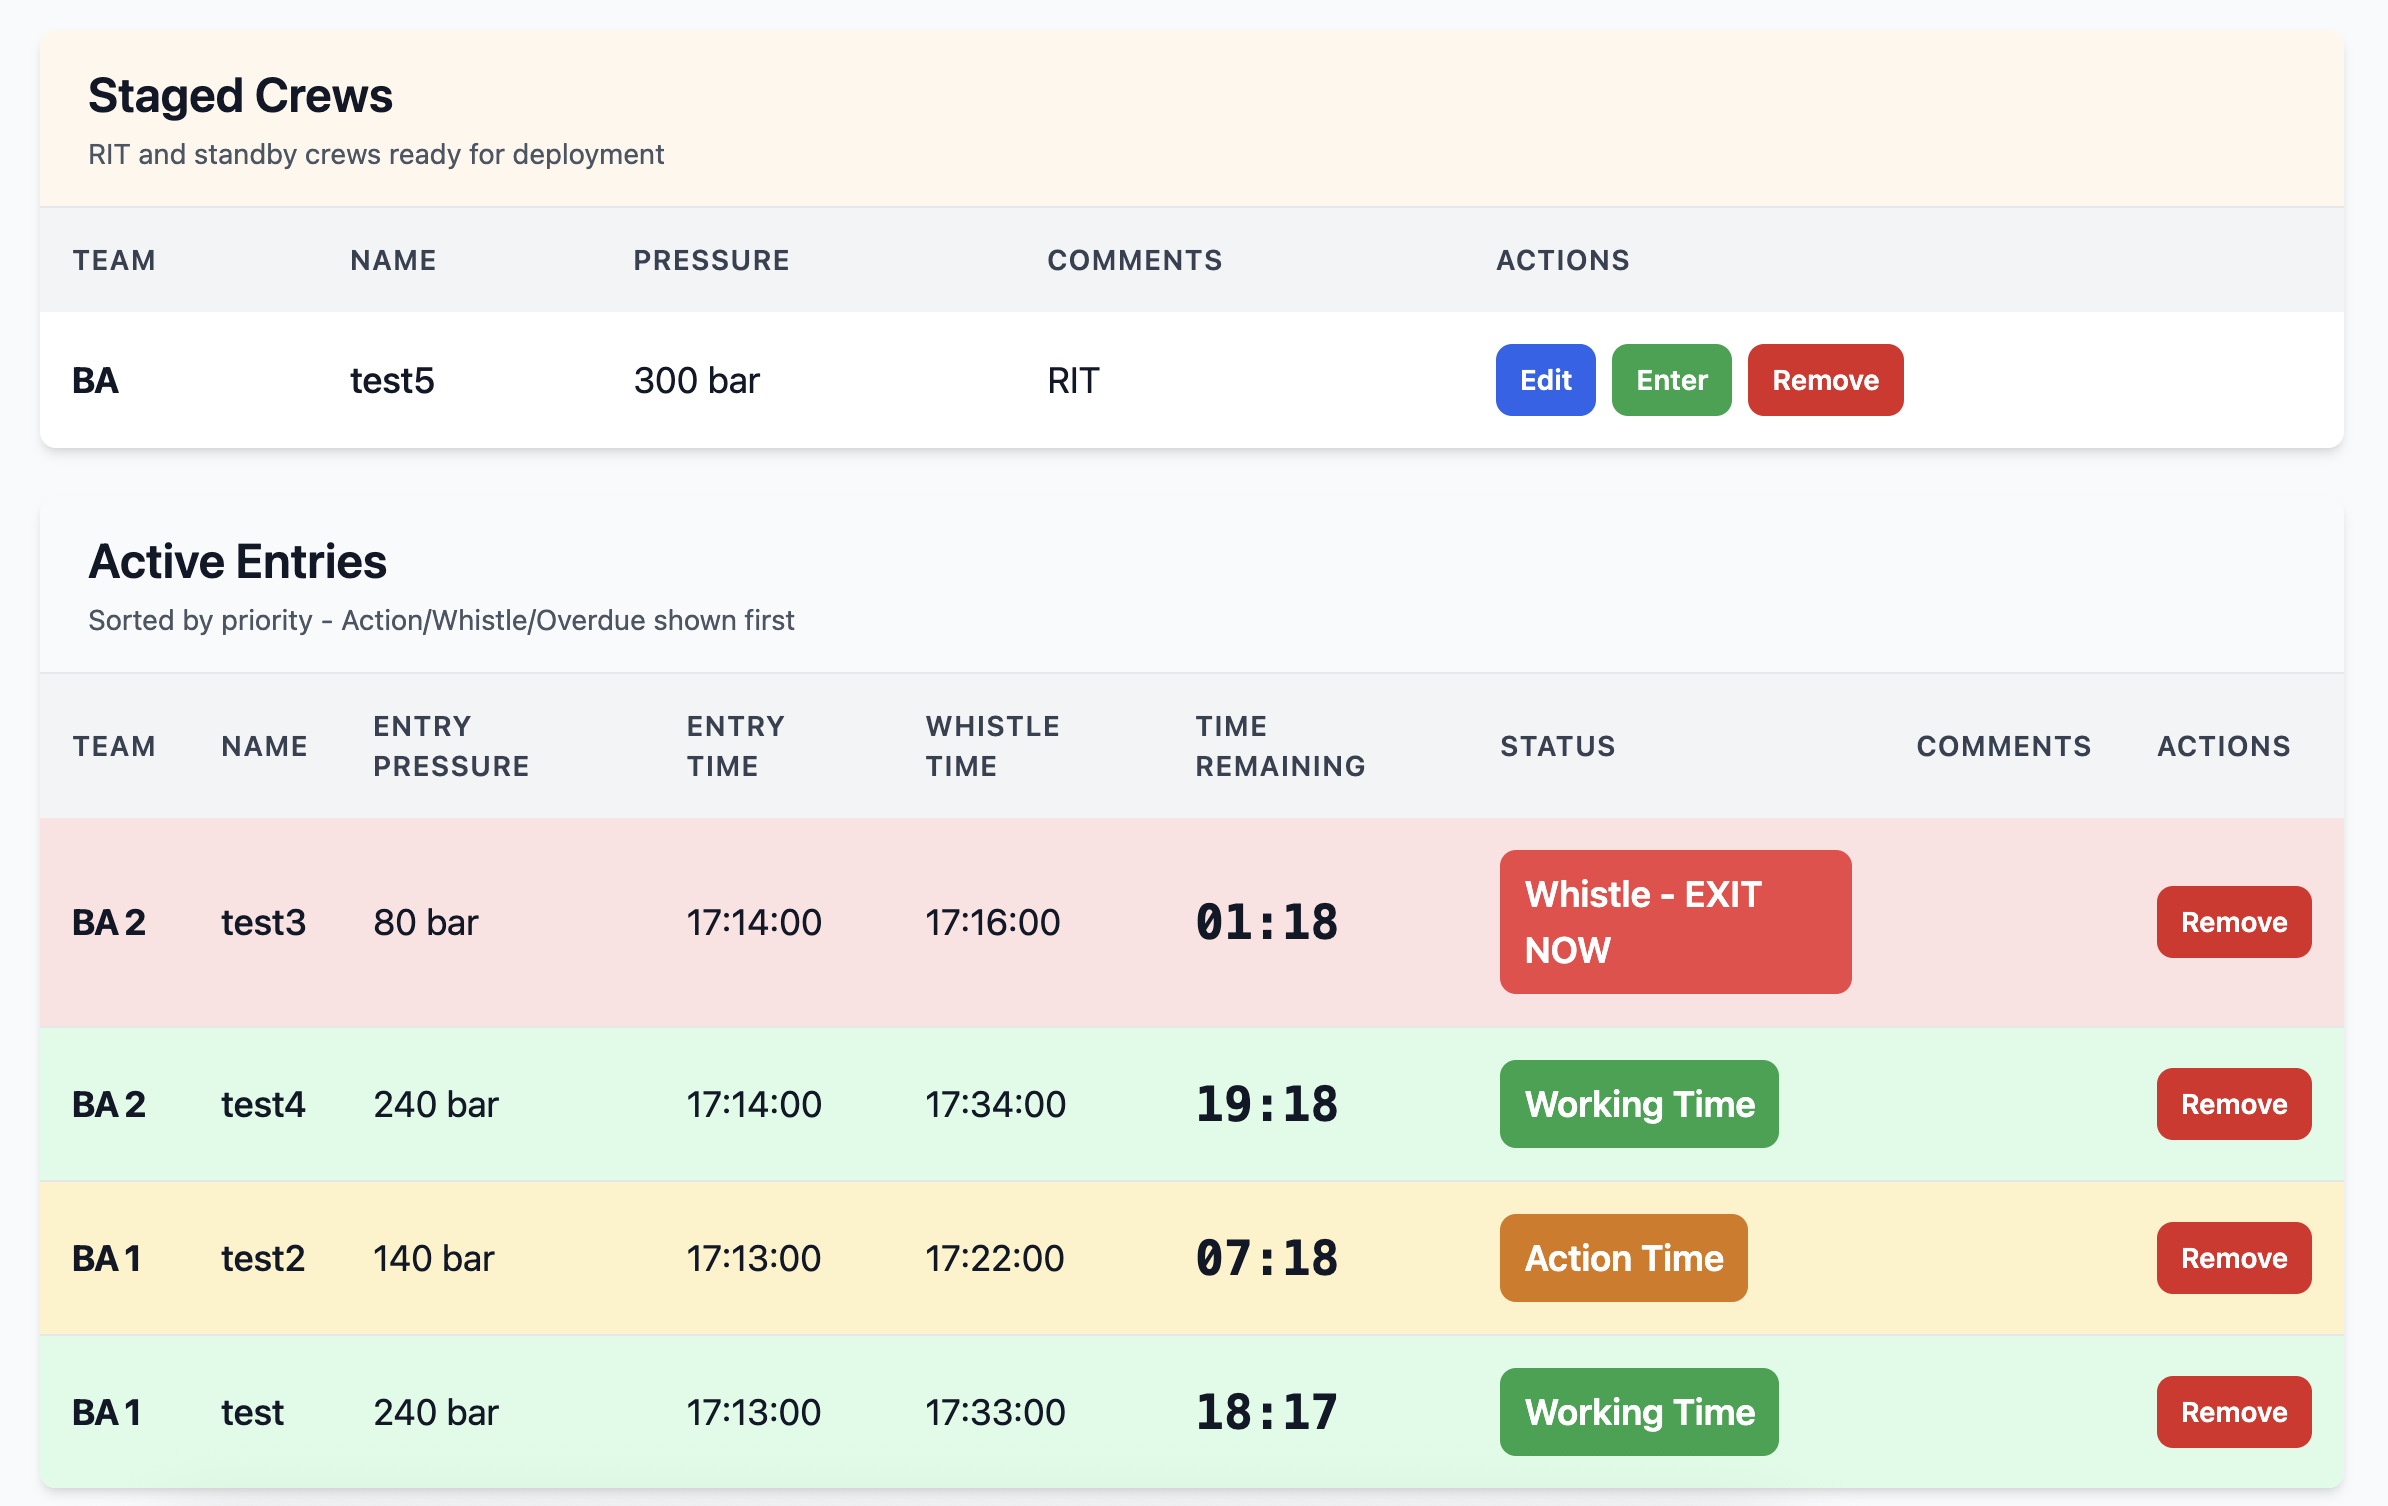 Staged Crews
RIT and standby crews ready for deployment
TEAM NAME PRESSURE COMMENTS ACTIONS
BA test5 300 bar RIT Edit Enter Remove
Active Entries
Sorted by priority - Action/Whistle/Overdue shown first
TEAM NAME ENTRY PRESSURE ENTRY TIME WHISTLE TIME TIME REMAINING STATUS COMMENTS ACTIONS
BA 2 test3 80 bar 17:14:00 17:16:00 01:18 Whistle - EXIT NOW Remove
BA 2 test4 240 bar 17:14:00 17:34:00 19:18 Working Time Remove
BA 1 test2 140 bar 17:13:00 17:22:00 07:18 Action Time Remove
BA 1 test 240 bar 17:13:00 17:33:00 18:17 Working Time Remove